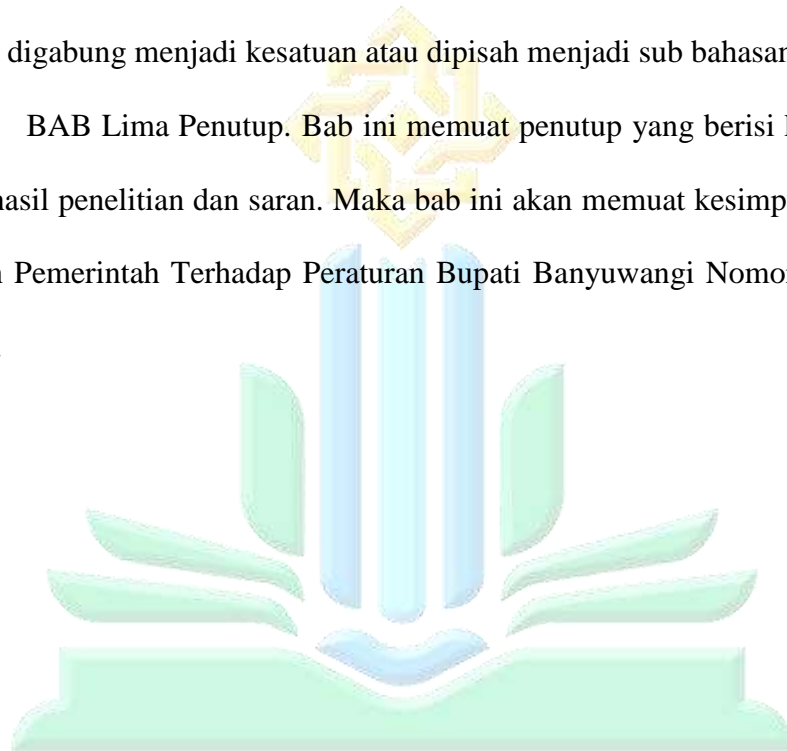 digabung menjadi kesatuan atau dipisah menjadi sub bahasan
BAB Lima Penutup. Bab ini memuat penutup yang berisi
hasil penelitian dan saran. Maka bab ini akan memuat
Pemerintah Terhadap Peraturan Bupati Banyuwangi Nomor